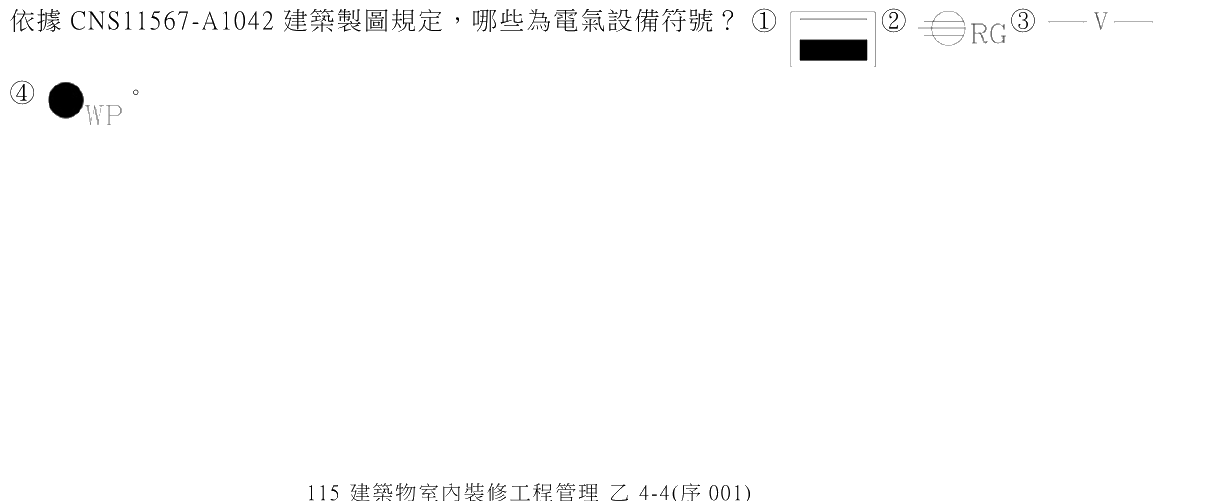 依據 CNS11567-A1042 建築製圖規定，哪些為電氣設備符號？ ① ② RG ③ — V —
④ WP 。
115 建築物室內裝修工程管理 乙 4-4(序 001)